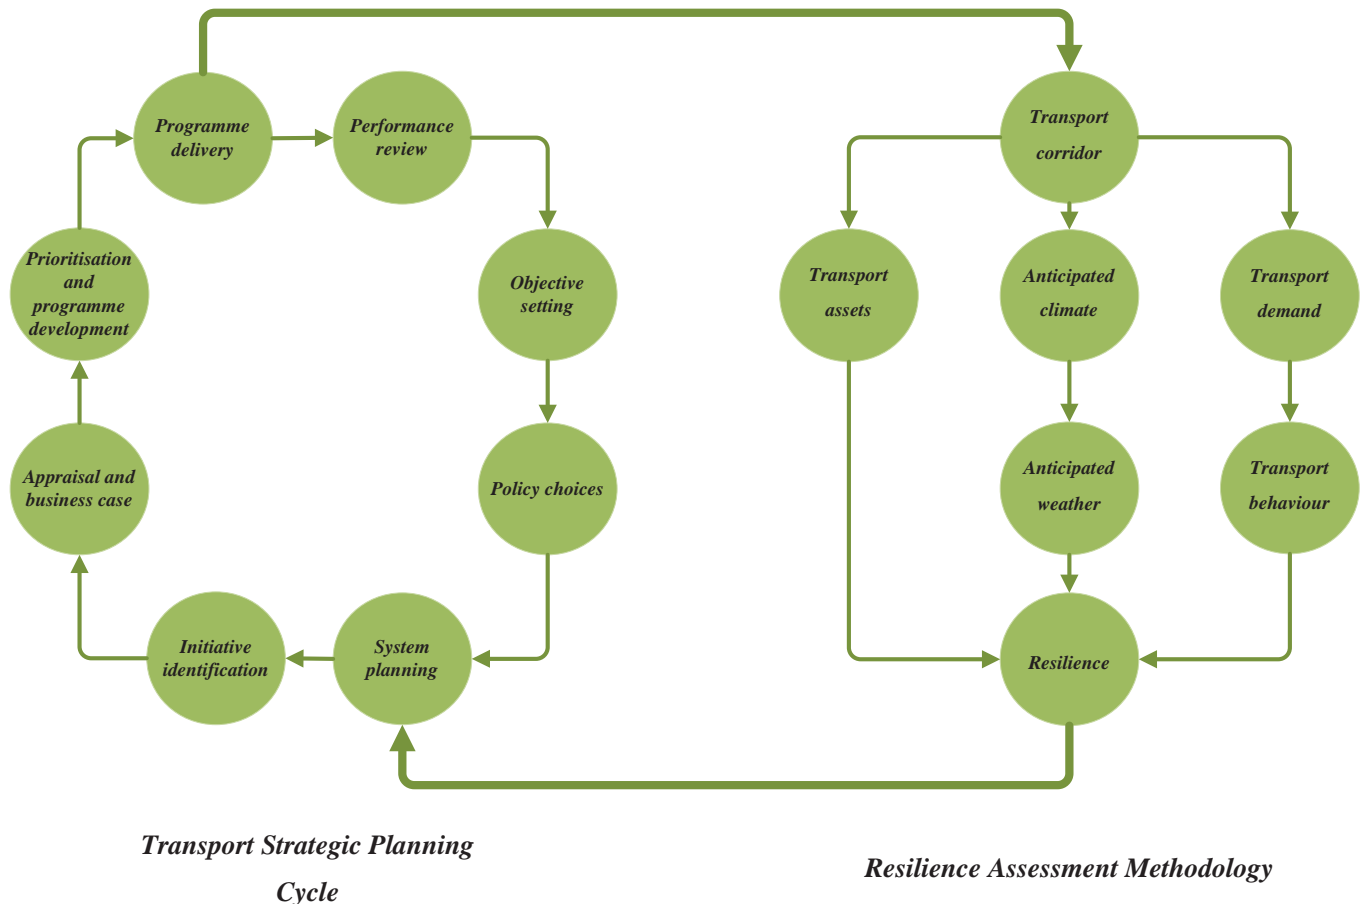 Programme
delivery
Performance
review
Objective
setting
Policy choices
System
planning
Initiative
identification
Appraisal and
business case
Prioritisation
and
programme
development
Transport
corridor
Transport
assets
Anticipated
climate
Transport
demand
Anticipated
weather
Transport
behaviour
Resilience
Transport Strategic Planning
Cycle
Resilience Assessment Methodology